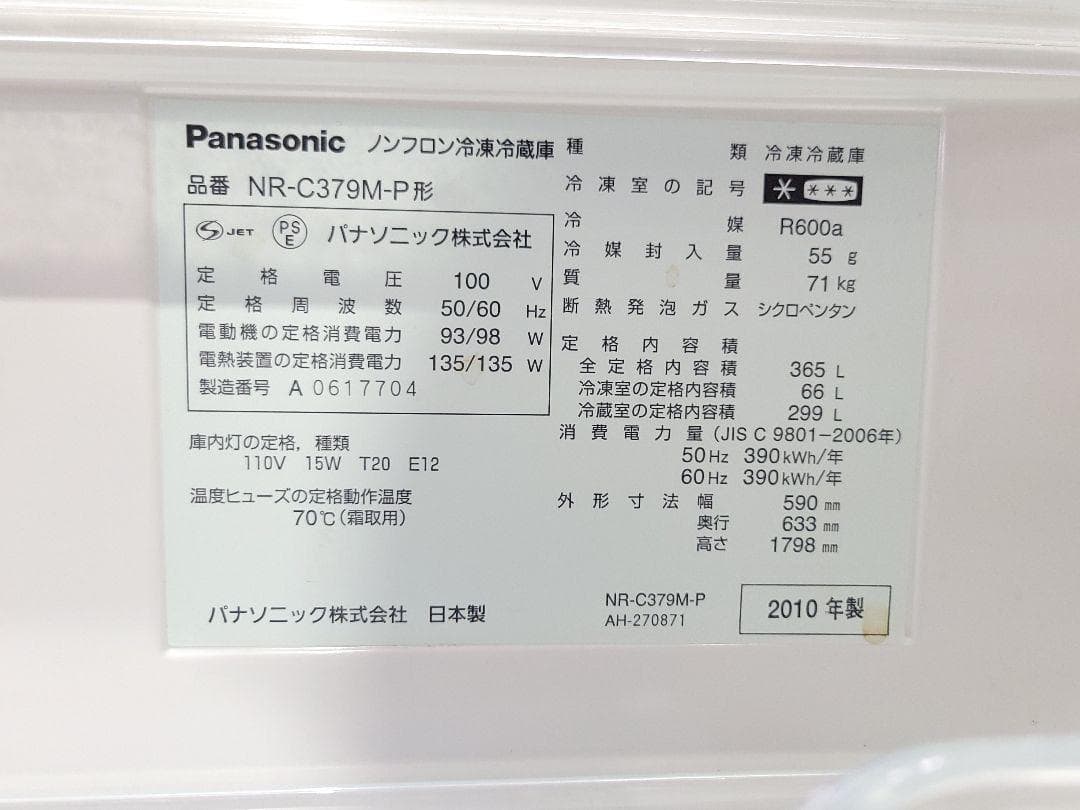 Panasonic ノンフロン冷凍冷蔵庫
品番 NR-C379M-P形
S JET PSE パナソニック株式会社
定格電圧 100 V
定格周波数 50/60 Hz
電動機の定格消費電力 93/98 W
電熱装置の定格消費電力 135/135 W
製造番号 A 0617704
庫内灯の定格,種類
110V 15W T20 E12
温度ヒューズの定格動作温度
70℃(霜取用)
パナソニック株式会社 日本製
種類 冷凍冷蔵庫
冷凍室の記号 * ***
冷媒 R600a
冷媒封入量 55 g
質量 71 kg
断熱発泡ガス シクロペンタン
定格内容積
全定格内容積 365 L
冷凍室の定格内容積 66 L
冷蔵室の定格内容積 299 L
消費電力量(JIS C 9801-2006年)
50Hz 390kWh/年
60Hz 390kWh/年
外形寸法 幅 590 mm
奥行 633 mm
高さ 1798 mm
NR-C379M-P
AH-270871
2010年製